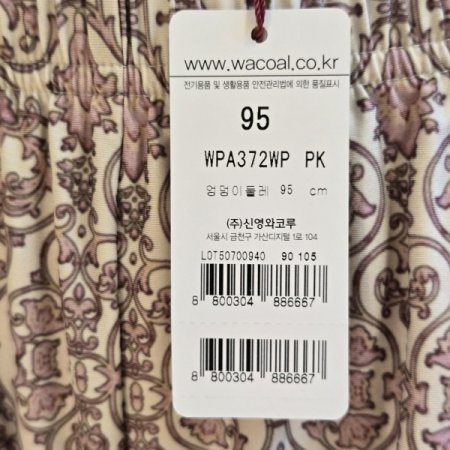 www.wacoal.co.kr
전기용품 및 생활용품 안전관리법에 의한 품질표시
95
WPA372WP PK
엉덩이둘레 95 cm
(주)신영와코루
서울시 금천구 가산디지털 1로 104
LOT50700940 90 105
8 800304 886667
8 800304 886667